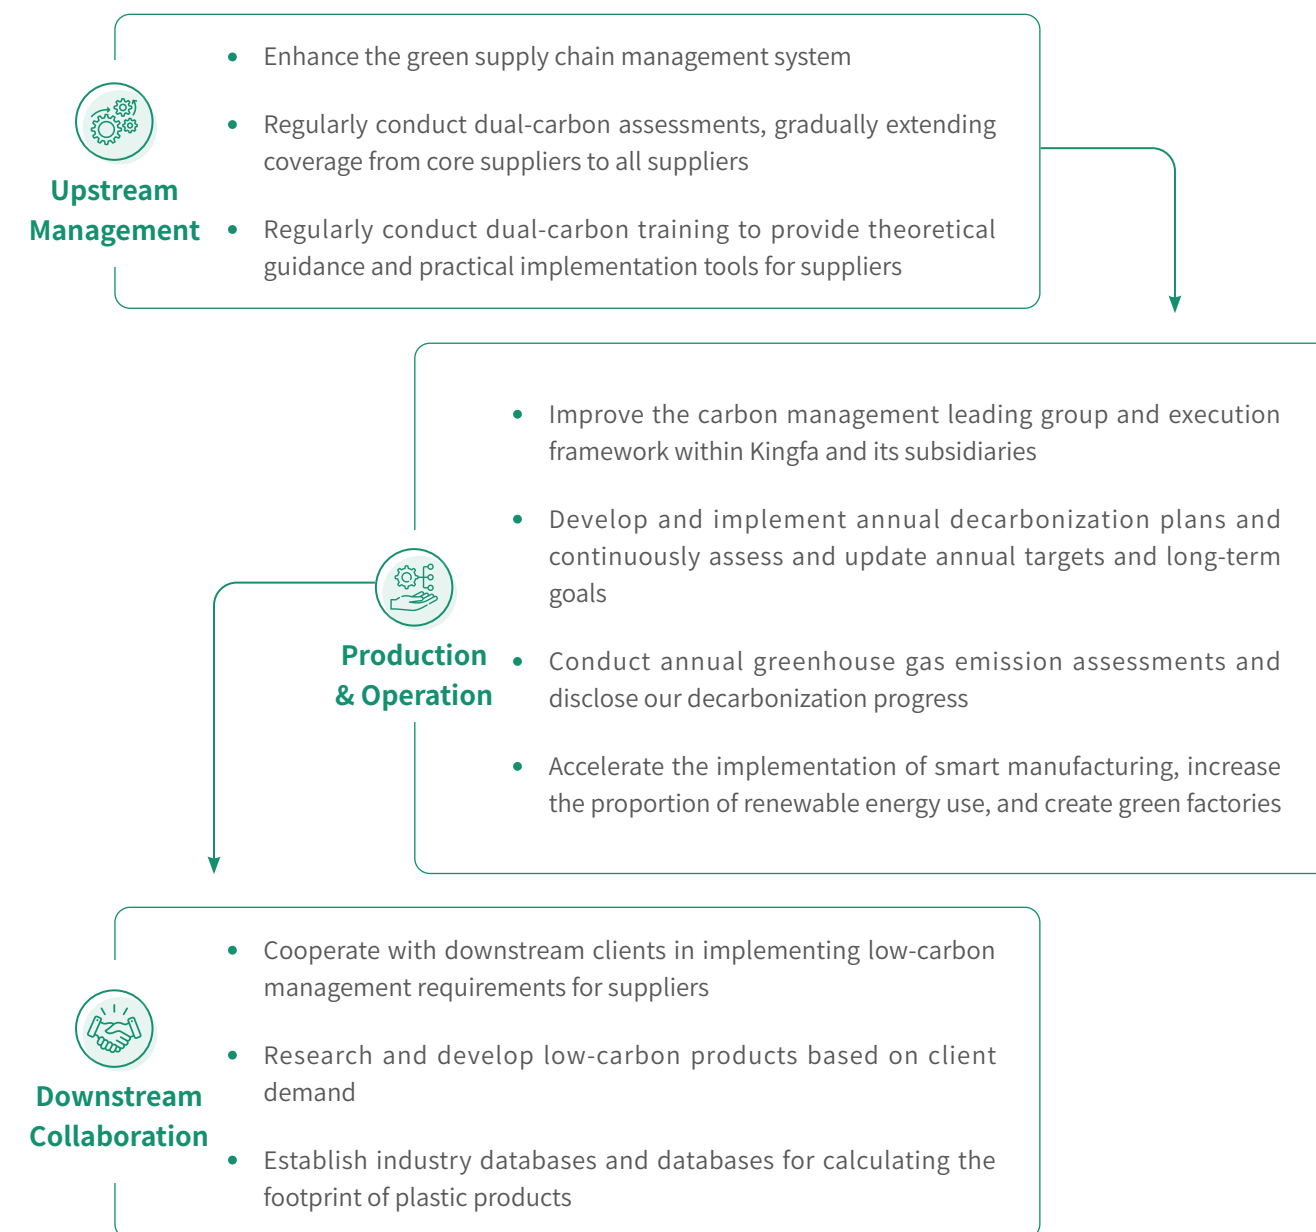 Upstream
Management
• Enhance the green supply chain management system
• Regularly conduct dual-carbon assessments, gradually extending
coverage from core suppliers to all suppliers
• Regularly conduct dual-carbon training to provide theoretical
guidance and practical implementation tools for suppliers
Production
& Operation
• Improve the carbon management leading group and execution
framework within Kingfa and its subsidiaries
• Develop and implement annual decarbonization plans and
continuously assess and update annual targets and long-term
goals
• Conduct annual greenhouse gas emission assessments and
disclose our decarbonization progress
• Accelerate the implementation of smart manufacturing, increase
the proportion of renewable energy use, and create green factories
Downstream
Collaboration
• Cooperate with downstream clients in implementing low-carbon
management requirements for suppliers
• Research and develop low-carbon products based on client
demand
• Establish industry databases and databases for calculating the
footprint of plastic products